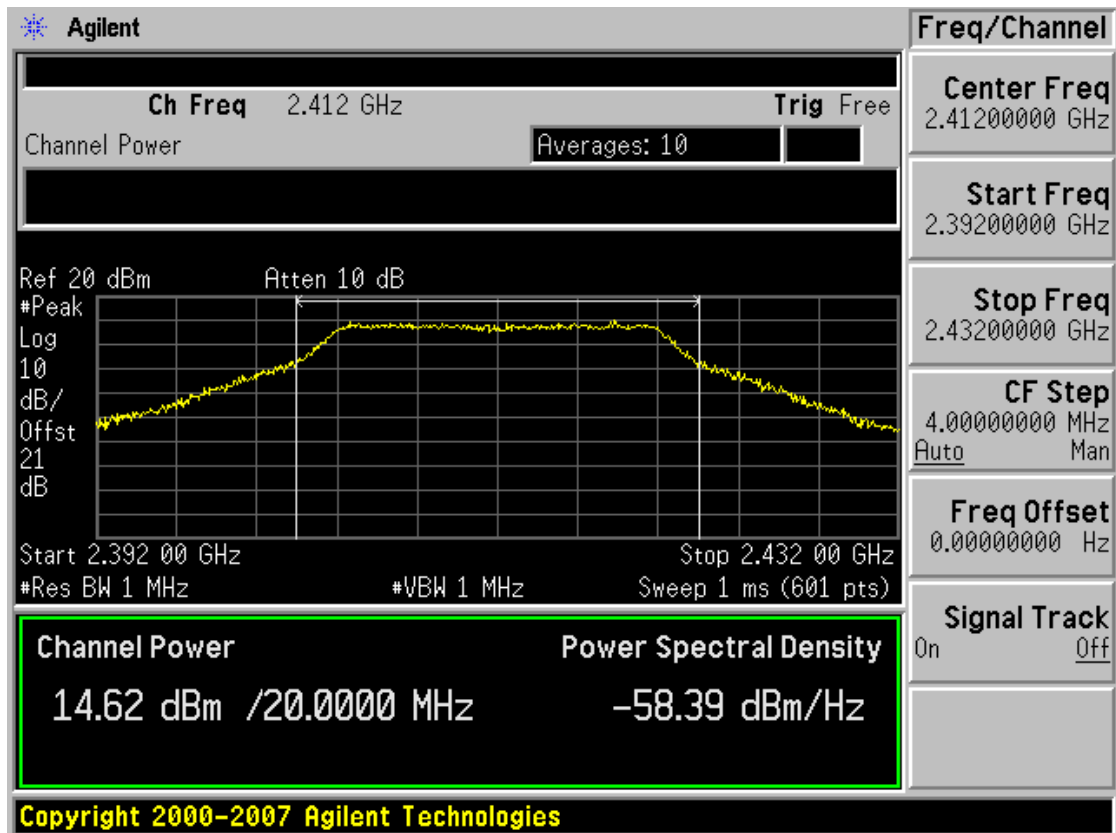 Agilent
Freq/Channel
Ch Freq 2.412 GHz Trig Free
Channel Power Averages: 10
Ref 20 dBm Atten 10 dB
#Peak
Log
10
dB/
Offst
21
dB
Start 2.392 00 GHz Stop 2.432 00 GHz
#Res BW 1 MHz #VBW 1 MHz Sweep 1 ms (601 pts)
Channel Power Power Spectral Density
14.62 dBm /20.0000 MHz -58.39 dBm/Hz
Center Freq
2.41200000 GHz
Start Freq
2.39200000 GHz
Stop Freq
2.43200000 GHz
CF Step
4.00000000 MHz
Auto Man
Freq Offset
0.00000000 Hz
Signal Track
On Off
Copyright 2000-2007 Agilent Technologies